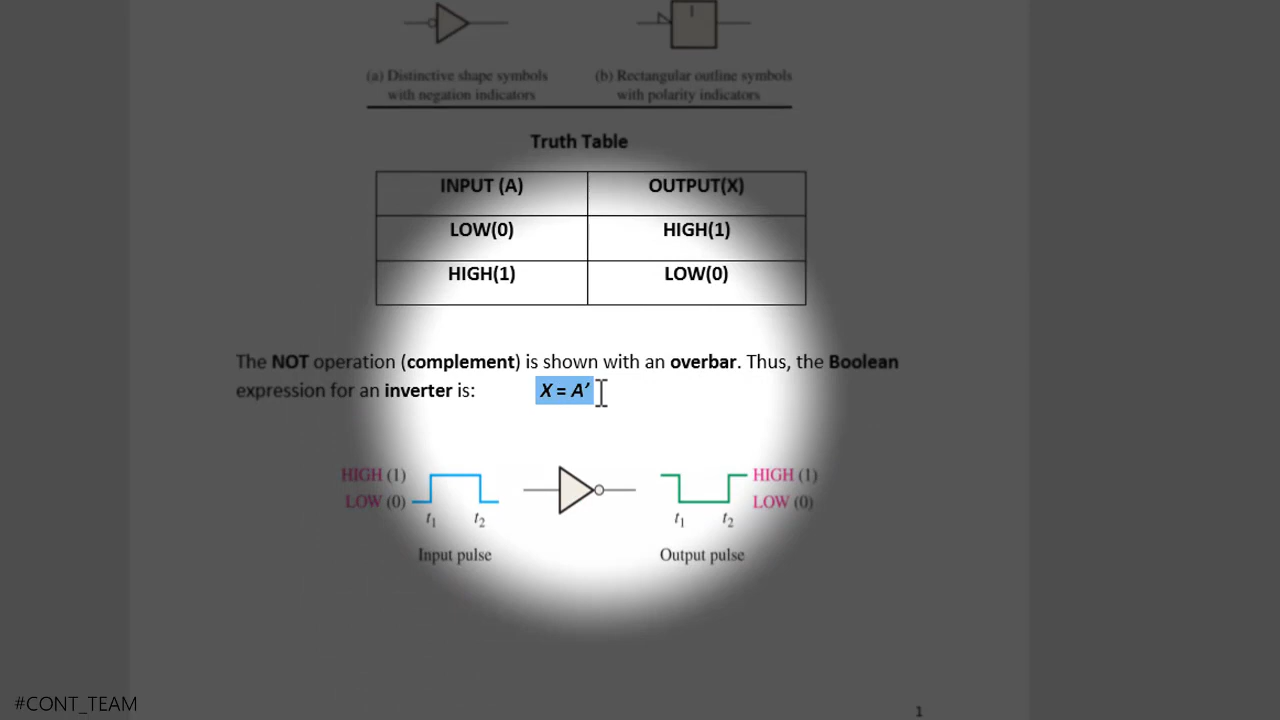 (a) Distinctive shape symbols
with negation indicators
(b) Rectangular outline symbols
with polarity indicators
1
Truth Table
INPUT (A) OUTPUT(X)
LOW(0) HIGH(1)
HIGH(1) LOW(0)
The NOT operation (complement) is shown with an overbar. Thus, the Boolean
expression for an inverter is: X = A′
HIGH (1)
LOW (0)
t1 t2
Input pulse
HIGH (1)
LOW (0)
t1 t2
Output pulse
#CONT_TEAM
1